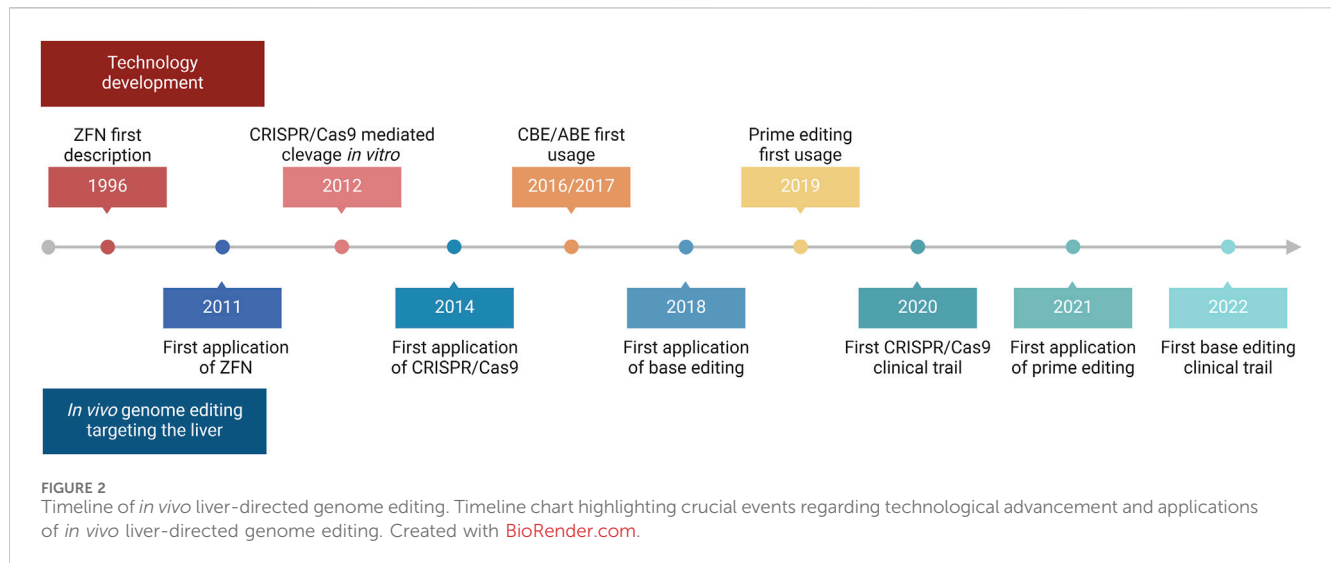 Technology
development
ZFN first
description
1996
CRISPR/Cas9 mediated
clevage in vitro
2012
CBE/ABE first
usage
2016/2017
Prime editing
first usage
2019
2011
First application
of ZFN
2014
First application
of CRISPR/Cas9
2018
First application
of base editing
2020
First CRISPR/Cas9
clinical trail
2021
First application
of prime editing
2022
First base editing
clinical trail
In vivo genome editing
targeting the liver
FIGURE 2
Timeline of in vivo liver-directed genome editing. Timeline chart highlighting crucial events regarding technological advancement and applications
of in vivo liver-directed genome editing. Created with BioRender.com.